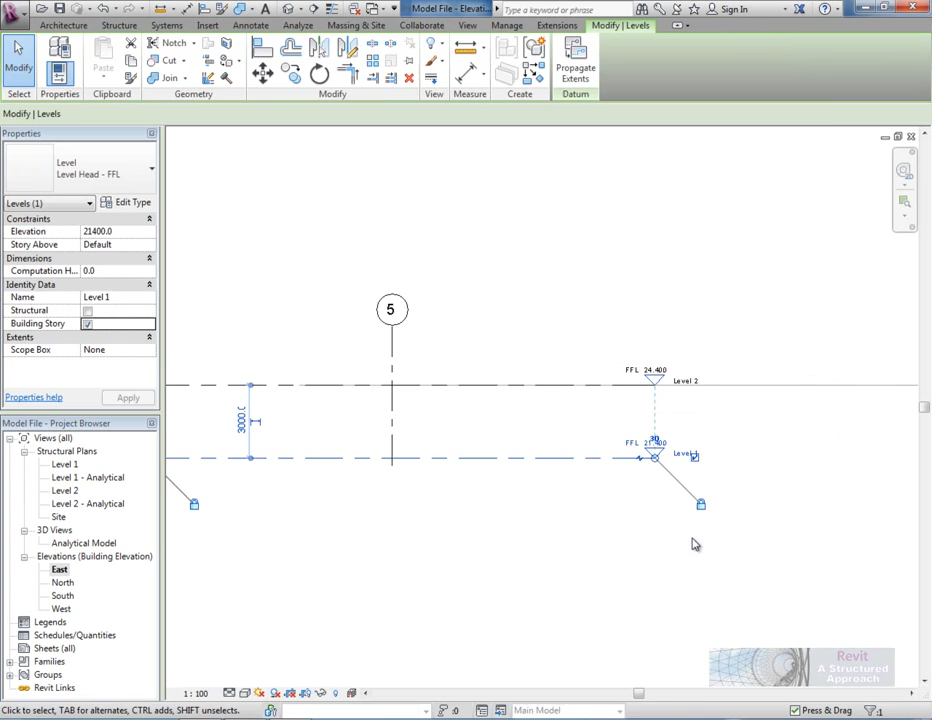 Model File - Elevati...
Type a keyword or phrase
Sign In
Architecture Structure Systems Insert Annotate Analyze Massing & Site Collaborate View Manage Extensions Modify | Levels
Modify
Paste
Notch
Cut
Join
Propagate Extents
Select Properties Clipboard Geometry Modify View Measure Create Datum
Modify | Levels
Properties
Level
Level Head - FFL
Levels (1) Edit Type
Constraints
Elevation 21400.0
Story Above Default
Dimensions
Computation H... 0.0
Identity Data
Name Level 1
Structural
Building Story
Extents
Scope Box None
Properties help Apply
Model File - Project Browser
Views (all)
Structural Plans
Level 1
Level 1 - Analytical
Level 2
Level 2 - Analytical
Site
3D Views
Analytical Model
Elevations (Building Elevation)
East
North
South
West
Legends
Schedules/Quantities
Sheets (all)
Families
Groups
Revit Links
5
FFL 24.400
Level 2
3000.0
3D
Level
Revit
A Structured
Approach
1 : 100
Click to select, TAB for alternates, CTRL adds, SHIFT unselects.
:0
Main Model
Press & Drag
:1